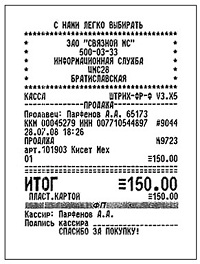 С НАМИ ЛЕГКО ВЫБИРАТЬ
ЗАО "СВЯЗНОЙ МС"
500-03-33
ИНФОРМАЦИОННАЯ СЛУЖБА
ЦМС28
БРАТИСЛАВСКАЯ
КАССА ШТРИХ-ФР-Ф V3.X5
ПРОДАЖА
Продавец: Парфенов А.А. 65173
ККМ 00045279 ИНН 007710544897 #9044
28.07.08 18:26
ПРОДАЖА №9723
арт.101903 Кисет Мех
01 ≡150.00
ИТОГ ≡150.00
ПЛАСТ.КАРТОЙ ≡150.00
ФП
Кассир: Парфенов А.А.
Подпись кассира
СПАСИБО ЗА ПОКУПКУ!